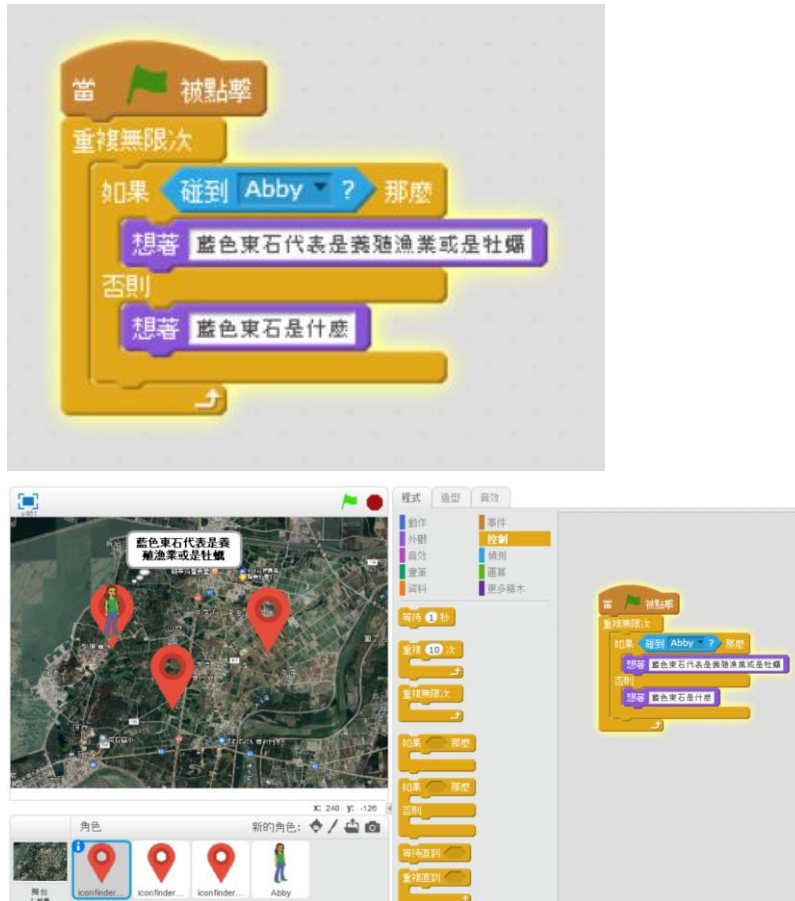 當 被點擊
重複無限次
如果 碰到 Abby ? 那麼
想著 藍色東石代表是養殖漁業或是牡蠣
否則
想著 藍色東石是什麼
v461
藍色東石代表是養
殖漁業或是牡蠣
x: 240 y: -126
角色
新的角色:
舞台
iconfinder...
iconfinder...
iconfinder...
Abby
程式
造型
音效
動作
事件
外觀
控制
音效
偵測
畫筆
運算
資料
更多積木
等待 1 秒
重複 10 次
重複無限次
如果 那麼
如果 那麼
否則
等待直到
重複直到
當 被點擊
重複無限次
如果 碰到 Abby ? 那麼
想著 藍色東石代表是養殖漁業或是牡蠣
否則
想著 藍色東石是什麼